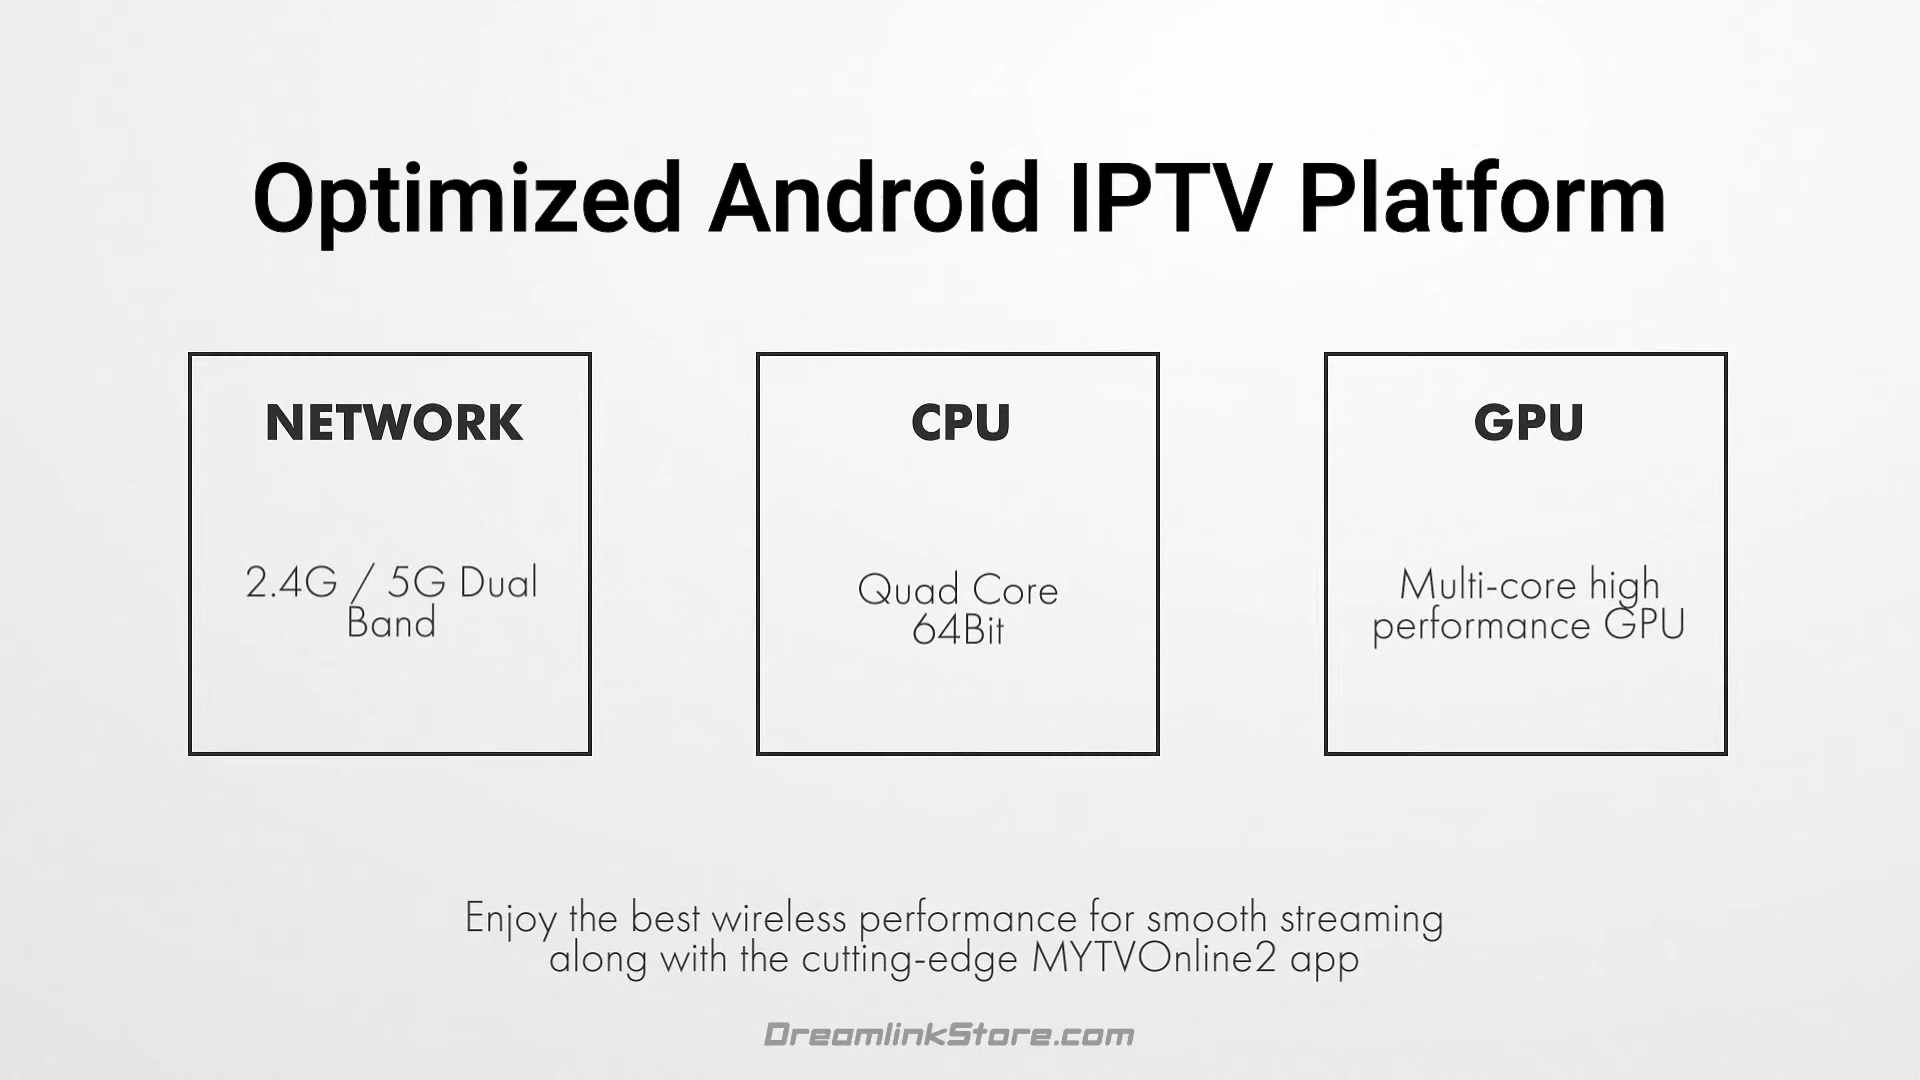 Optimized Android IPTV Platform
NETWORK
2.4G / 5G Dual
Band
CPU
Quad Core
64Bit
GPU
Multi-core high
performance GPU
Enjoy the best wireless performance for smooth streaming
along with the cutting-edge MYTVOnline2 app
DreamlinkStore.com